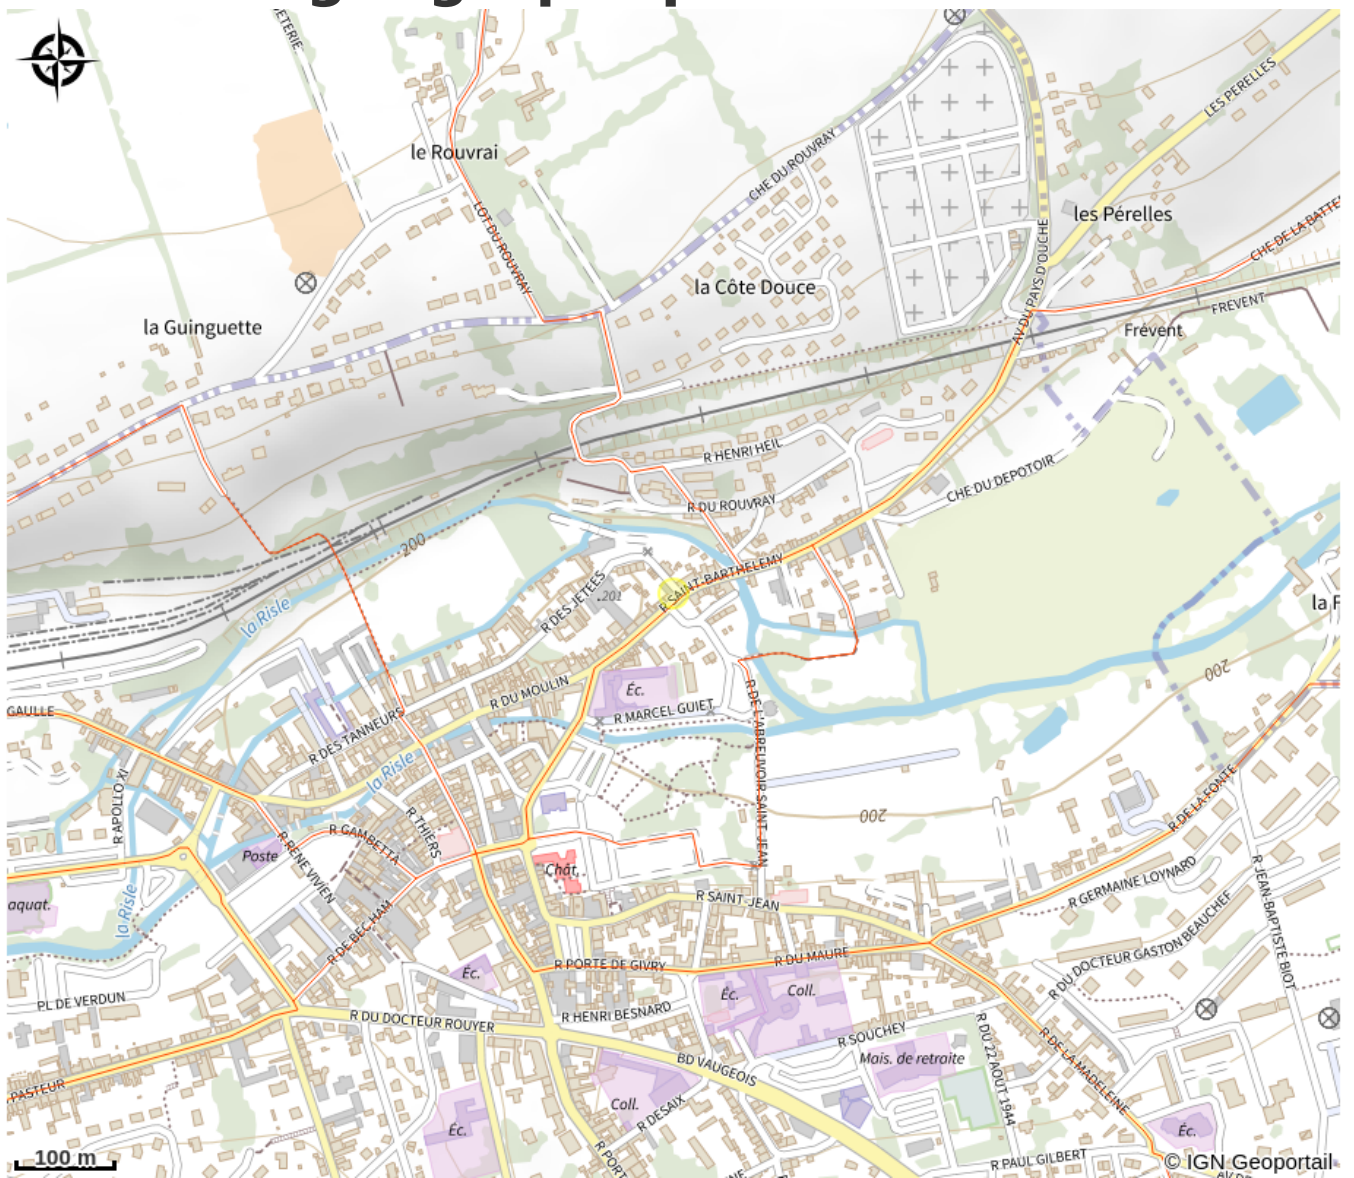 ETERIE
le Rouvrai
CHE DU ROUVRAY
LES PERELLES
les Pérelles
LOT DU ROUVRAY
AV DU PAYS D'OUCHE
CHE DE LA BATTE
la Côte Douce
la Guinguette
FREVENT
Frévent
R HENRI HEIL
CHE DU DEPOTOIR
R DU ROUVRAY
200
R SAINT-BARTHELEMY
R DES JETEES
.201
la Risle
la F
200
Éc.
R DU MOULIN
R MARCEL GUIET
GAULLE
R DES TANNEURS
R DE L'ABREUVOIR SAINT-JEAN
la Risle
R APOLLO XI
200
R DE LA FONTE
R THIERS
R GAMBETTA
Poste
R RENE VIVIEN
Chât.
R SAINT-JEAN
R GERMAINE LOYNARD
R JEAN-BAPTISTE BIOT
aquat.
la Risle
R DE BECHAM
R DU DOCTEUR GASTON BEAUCHEF
R PORTE DE GIVRY
R DU MAURE
Éc.
Éc.
Coll.
PL DE VERDUN
R DU DOCTEUR ROUYER
R HENRI BESNARD
R SOUCHEY
R DU 22 AOUT 1944
Mais. de retraite
R DE LA MADELEINE
BD VAUGEOIS
PASTEUR
Coll.
R DESAIX
Éc.
Éc.
R PORT
R PAUL GILBERT
100 m
© IGN Geoportail